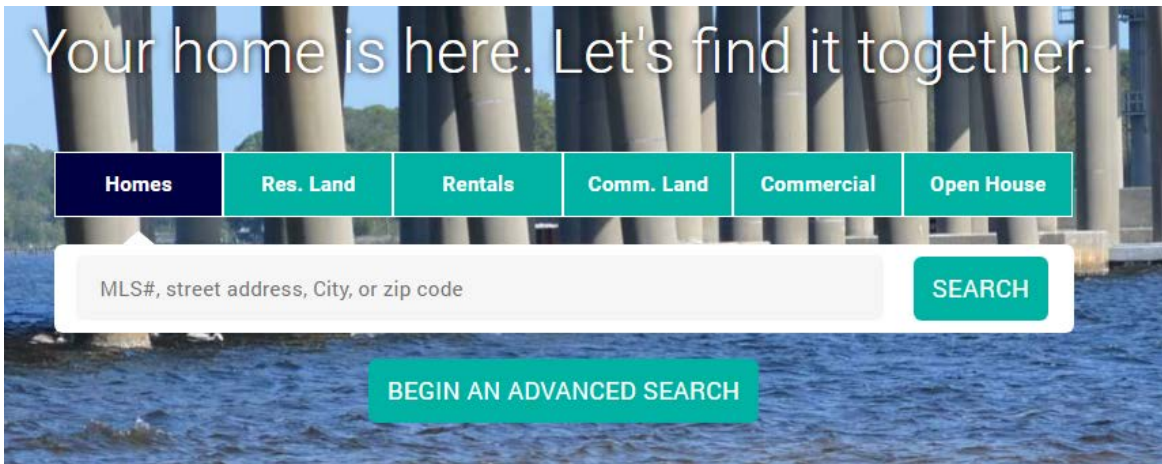 Your home is here. Let's find it together.
Homes Res. Land Rentals Comm. Land Commercial Open House
MLS#, street address, City, or zip code SEARCH
BEGIN AN ADVANCED SEARCH